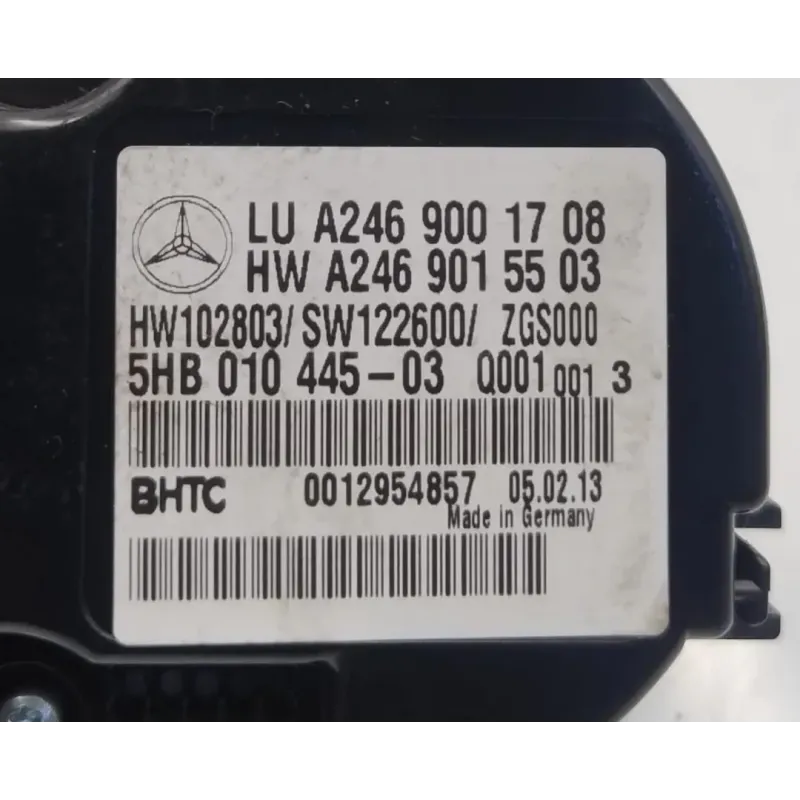 LU A246 900 17 08
HW A246 901 55 03
HW102803/ SW122600/ ZGS000
5HB 010 445-03 Q001 001 3
BHTC 0012954857 05.02.13
Made in Germany